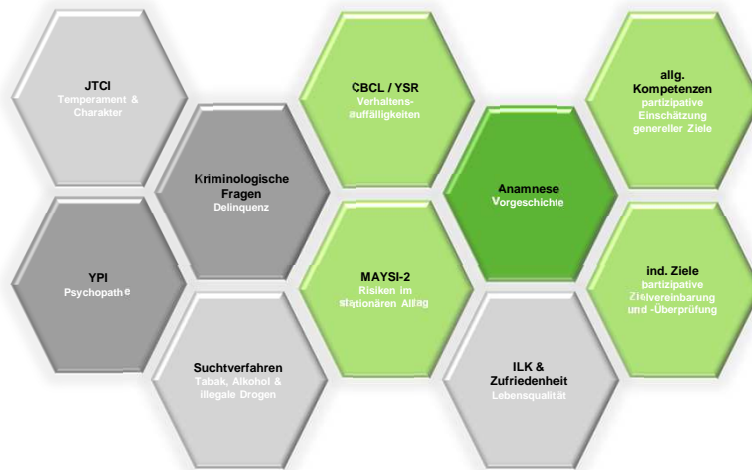 JTCI
Temperament &
Charakter
CBCL / YSR
Verhaltens-
auffälligkeiten
allg.
Kompetenzen
partizipative
Einschätzung
genereller Ziele
Kriminologische
Fragen
Delinquenz
Anamnese
Vorgeschichte
YPI
Psychopathe
MAYSI-2
Risiken im
stationären Alltag
ind. Ziele
partizipative
Zielvereinbarung
und -Überprüfung
Suchtverfahren
Tabak, Alkohol &
illegale Drogen
ILK &
Zufriedenheit
Lebensqualität